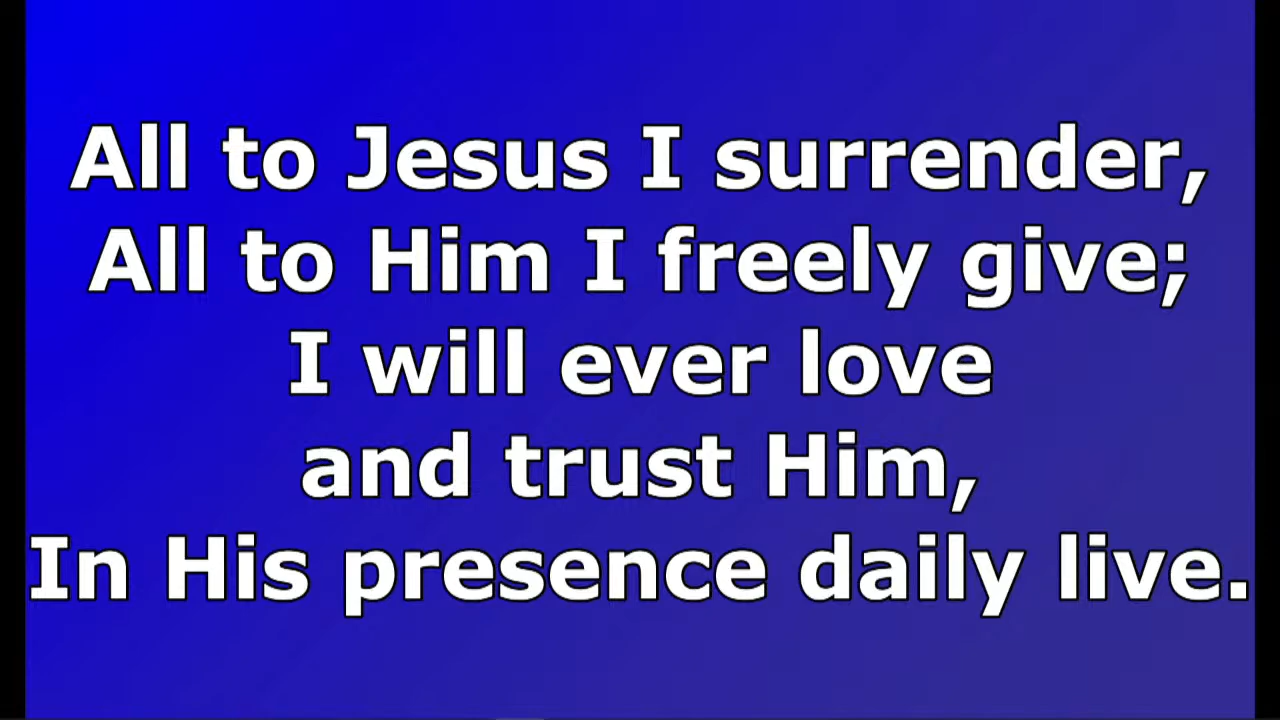 All to Jesus I surrender,
All to Him I freely give;
I will ever love
and trust Him,
In His presence daily live.